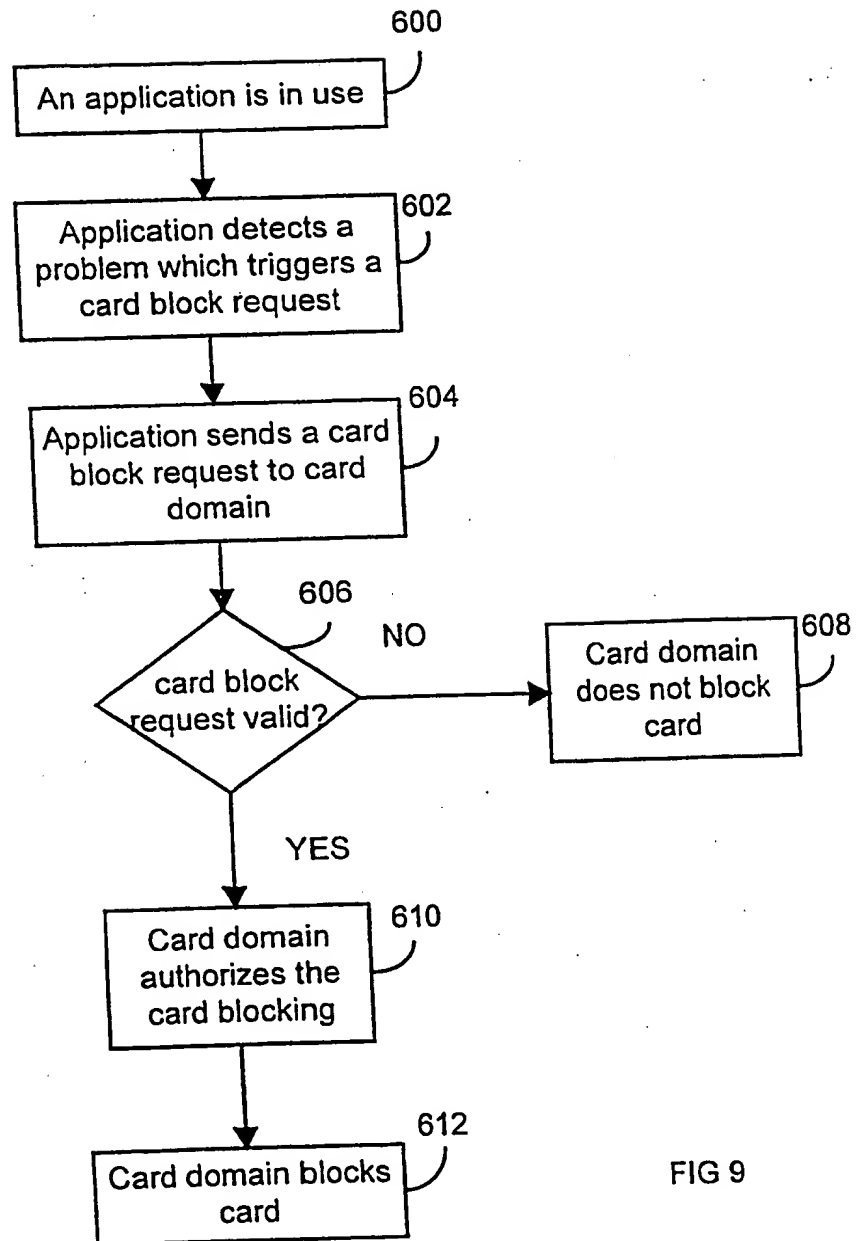 600
An application is in use
602
Application detects a
problem which triggers a
card block request
604
Application sends a card
block request to card
domain
606
NO
card block
request valid?
608
Card domain
does not block
card
YES
610
Card domain
authorizes the
card blocking
612
Card domain blocks
card
FIG 9